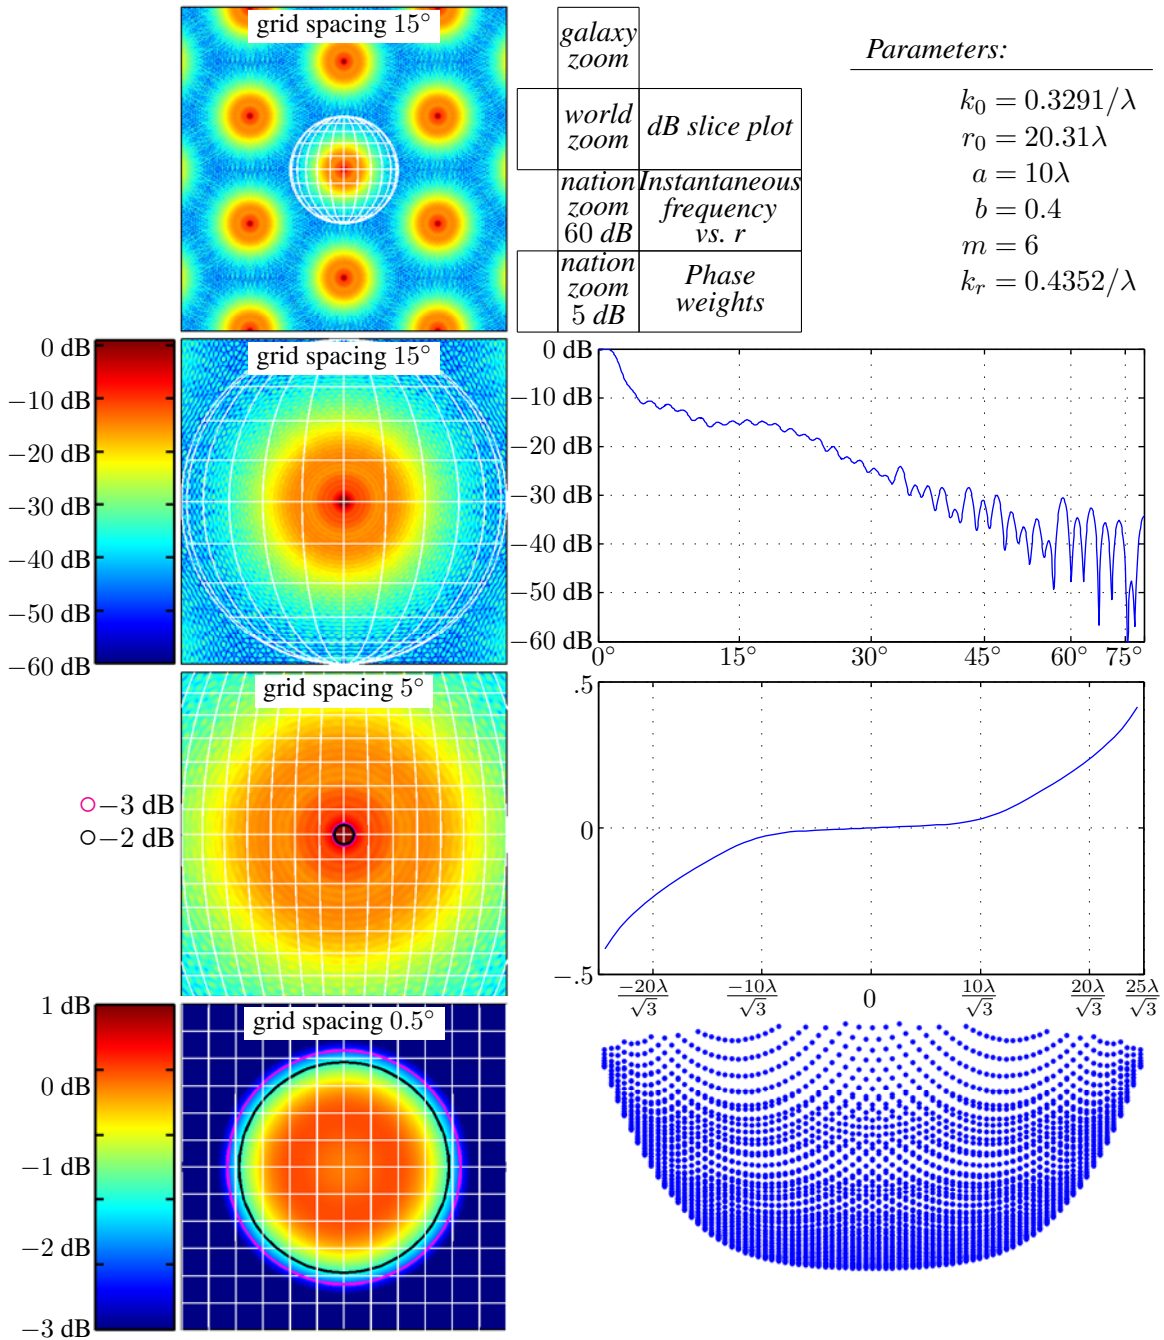 grid spacing 15°
galaxy
zoom
world
zoom
dB slice plot
nation
zoom
60 dB
Instantaneous
frequency
vs. r
nation
zoom
5 dB
Phase
weights
Parameters:
k₀ = 0.3291/λ
r₀ = 20.31λ
a = 10λ
b = 0.4
m = 6
kᵣ = 0.4352/λ
0 dB
−10 dB
−20 dB
−30 dB
−40 dB
−50 dB
−60 dB
grid spacing 15°
0 dB
−10 dB
−20 dB
−30 dB
−40 dB
−50 dB
−60 dB
0° 15° 30° 45° 60° 75°
−3 dB
−2 dB
grid spacing 5°
.5
0
−.5
−20λ/√3 −10λ/√3 0 10λ/√3 20λ/√3 25λ/√3
1 dB
0 dB
−1 dB
−2 dB
−3 dB
grid spacing 0.5°